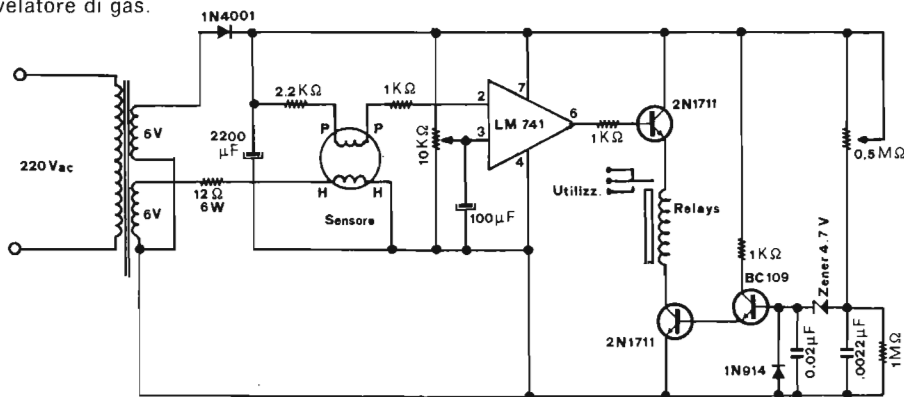 velatore di gas.
1N4001
2.2KΩ
1KΩ
7
2
LM 741
6
3
4
2N1711
1KΩ
6V
2200
µF
P
P
10KΩ
220Vac
0,5MΩ
Utilizz.
Relays
H
H
12Ω
6W
6V
Sensore
100µF
1KΩ
BC109
Zener 4.7V
2N1711
1N914
0.02µF
.0022µF
1MΩ